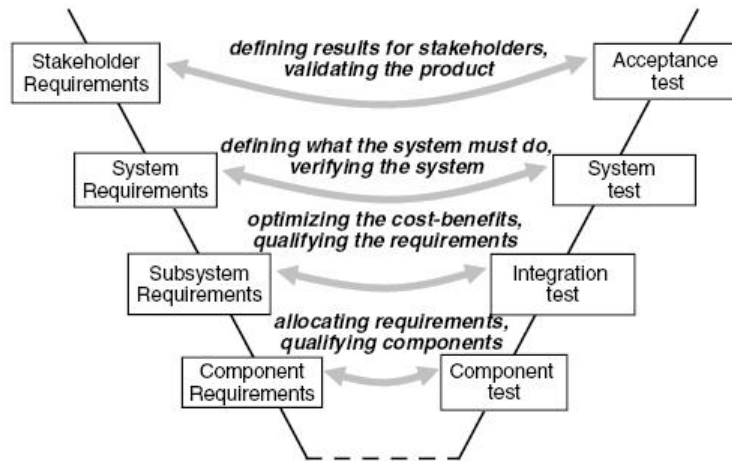 Stakeholder
Requirements
defining results for stakeholders,
validating the product
Acceptance
test
System
Requirements
defining what the system must do,
verifying the system
System
test
Subsystem
Requirements
optimizing the cost-benefits,
qualifying the requirements
Integration
test
Component
Requirements
allocating requirements,
qualifying components
Component
test